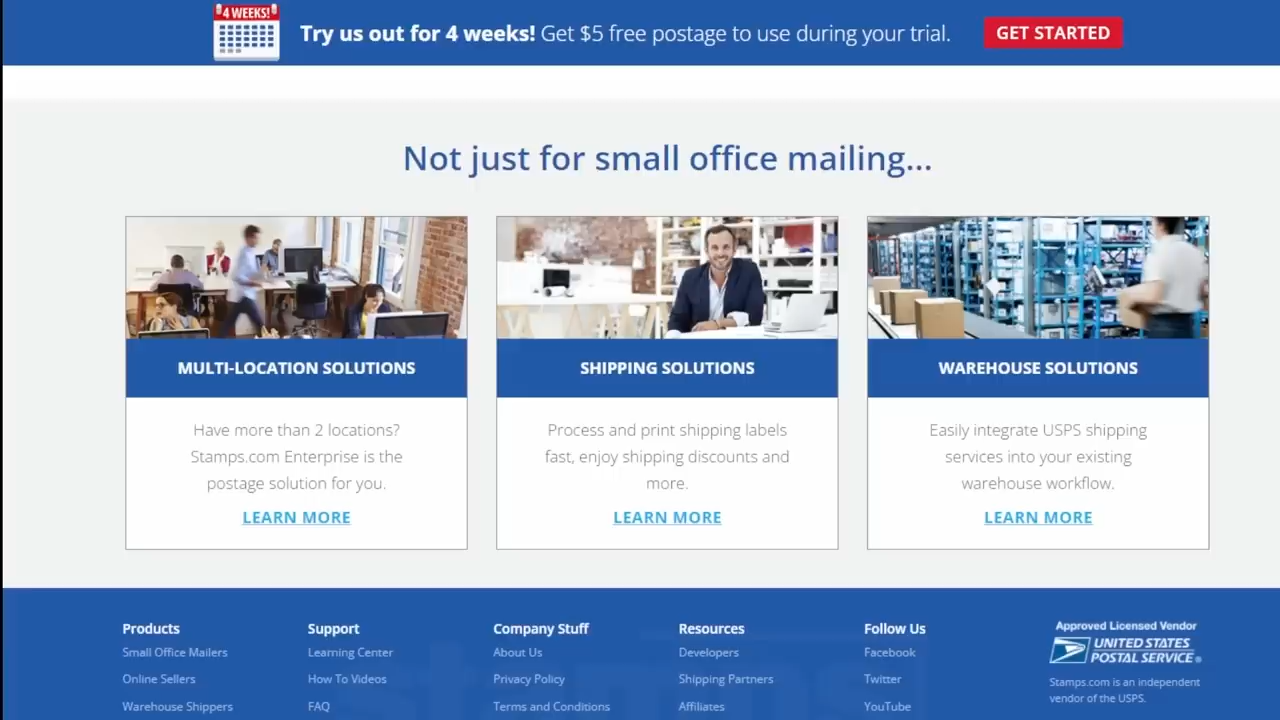 4 WEEKS!
Try us out for 4 weeks! Get $5 free postage to use during your trial.
GET STARTED
Not just for small office mailing...
MULTI-LOCATION SOLUTIONS
Have more than 2 locations?
Stamps.com Enterprise is the
postage solution for you.
LEARN MORE
SHIPPING SOLUTIONS
Process and print shipping labels
fast, enjoy shipping discounts and
more.
LEARN MORE
WAREHOUSE SOLUTIONS
Easily integrate USPS shipping
services into your existing
warehouse workflow.
LEARN MORE
Products
Small Office Mailers
Online Sellers
Warehouse Shippers
Support
Learning Center
How To Videos
FAQ
Company Stuff
About Us
Privacy Policy
Terms and Conditions
Resources
Developers
Shipping Partners
Affiliates
Follow Us
Facebook
Twitter
YouTube
Approved Licensed Vendor
UNITED STATES
POSTAL SERVICE®
Stamps.com is an independent
vendor of the USPS.
stamps